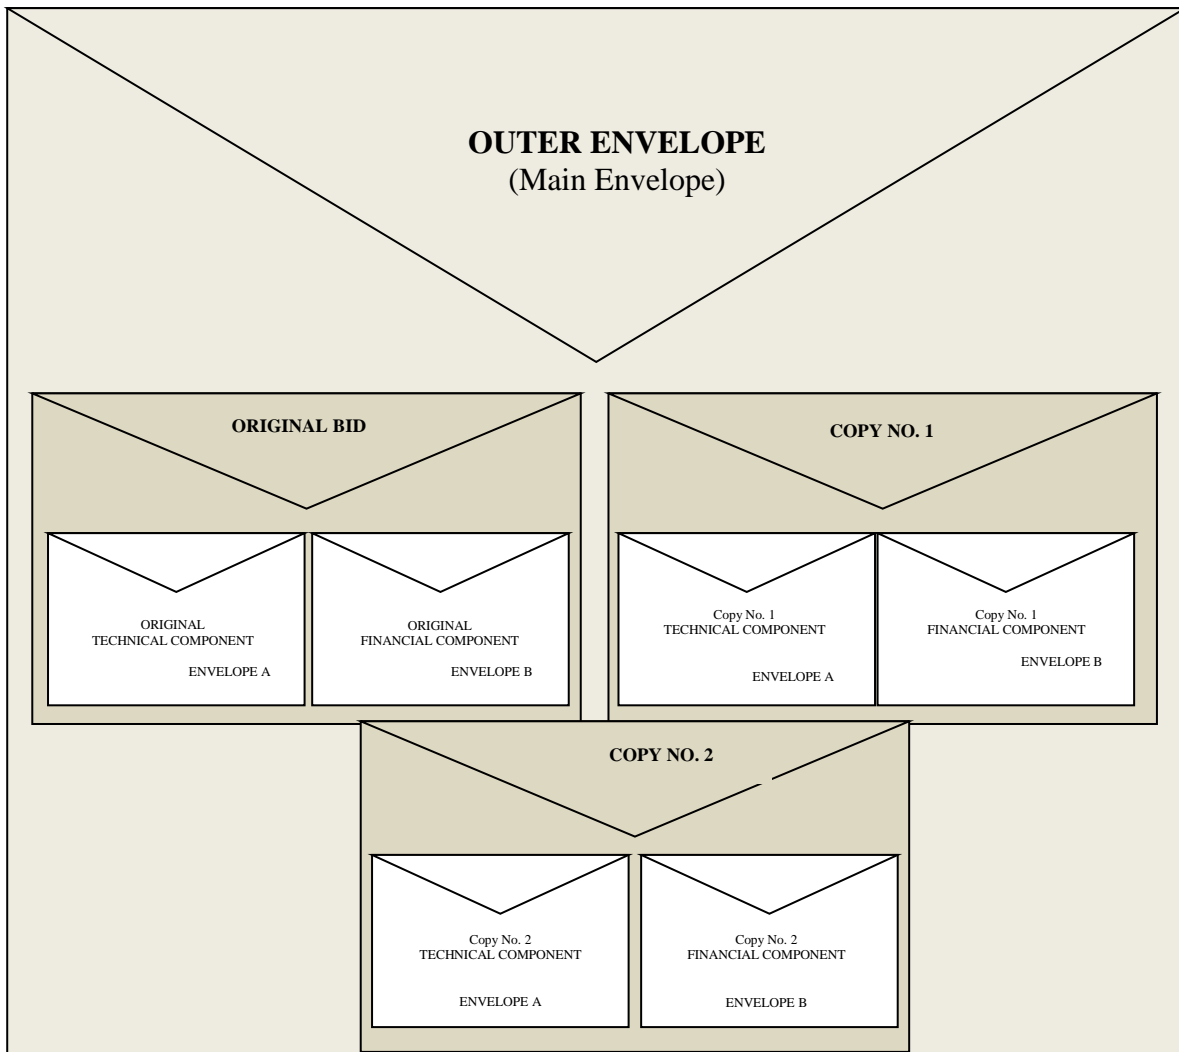 OUTER ENVELOPE
(Main Envelope)
ORIGINAL BID
ORIGINAL
TECHNICAL COMPONENT
ENVELOPE A
ORIGINAL
FINANCIAL COMPONENT
ENVELOPE B
COPY NO. 1
Copy No. 1
TECHNICAL COMPONENT
ENVELOPE A
Copy No. 1
FINANCIAL COMPONENT
ENVELOPE B
COPY NO. 2
Copy No. 2
TECHNICAL COMPONENT
ENVELOPE A
Copy No. 2
FINANCIAL COMPONENT
ENVELOPE B